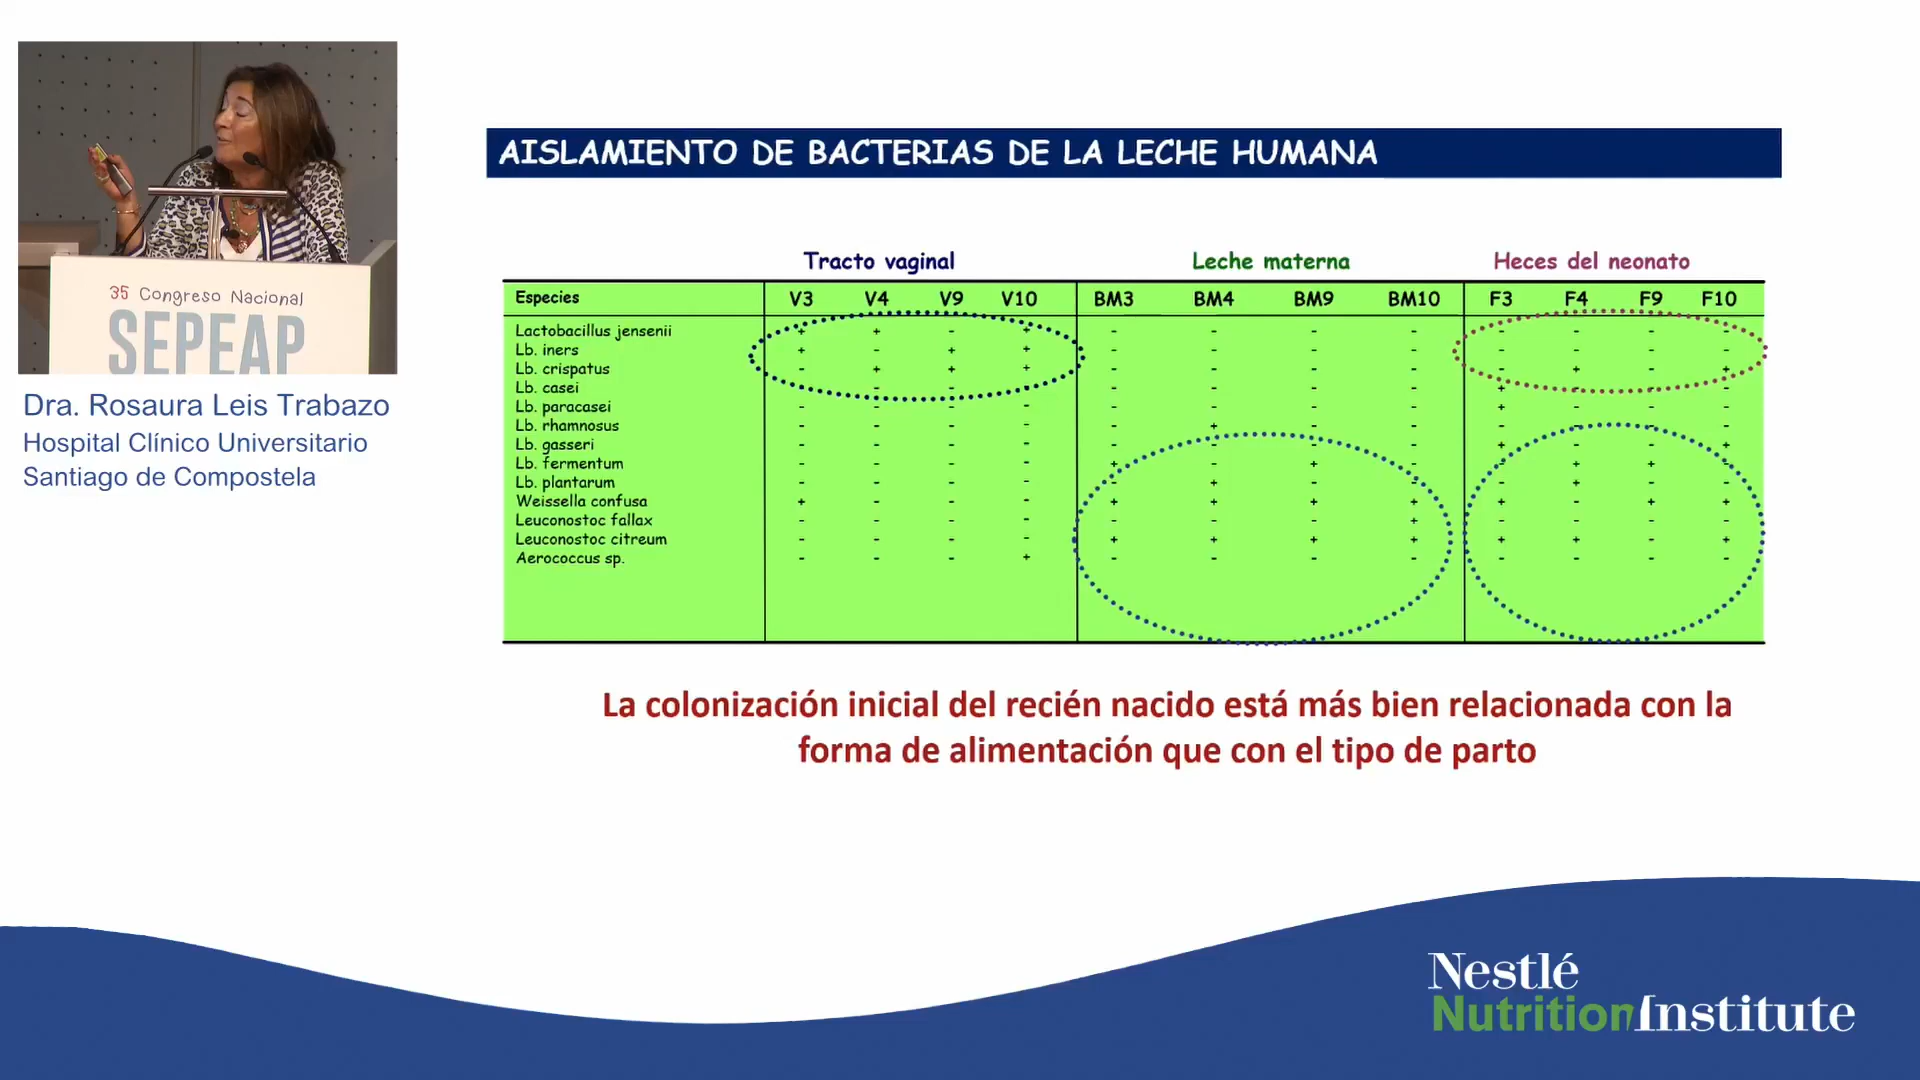 35 Congreso Nacional
SEPEAP
Dra. Rosaura Leis Trabazo
Hospital Clínico Universitario
Santiago de Compostela
AISLAMIENTO DE BACTERIAS DE LA LECHE HUMANA
Tracto vaginal Leche materna Heces del neonato
Especies V3 V4 V9 V10 BM3 BM4 BM9 BM10 F3 F4 F9 F10
Lactobacillus jensenii + + - + - - - - - - - -
Lb. iners + - + + - - - - - - - -
Lb. crispatus - + + + - - - - - + - +
Lb. casei - - - - - - - - + - - -
Lb. paracasei - - - - - - - - + - - -
Lb. rhamnosus - - - - - + - - - - - -
Lb. gasseri - - - - - - - - + - - +
Lb. fermentum - - - - + - + - - + + -
Lb. plantarum - - - - - + - - - + - -
Weissella confusa + - - - + + + + + - + +
Leuconostoc fallax - - - - - - - + - - - -
Leuconostoc citreum - - - - + + + + + + - +
Aerococcus sp. - - - + - - - - - - - -
La colonización inicial del recién nacido está más bien relacionada con la
forma de alimentación que con el tipo de parto
Nestlé
NutritionInstitute